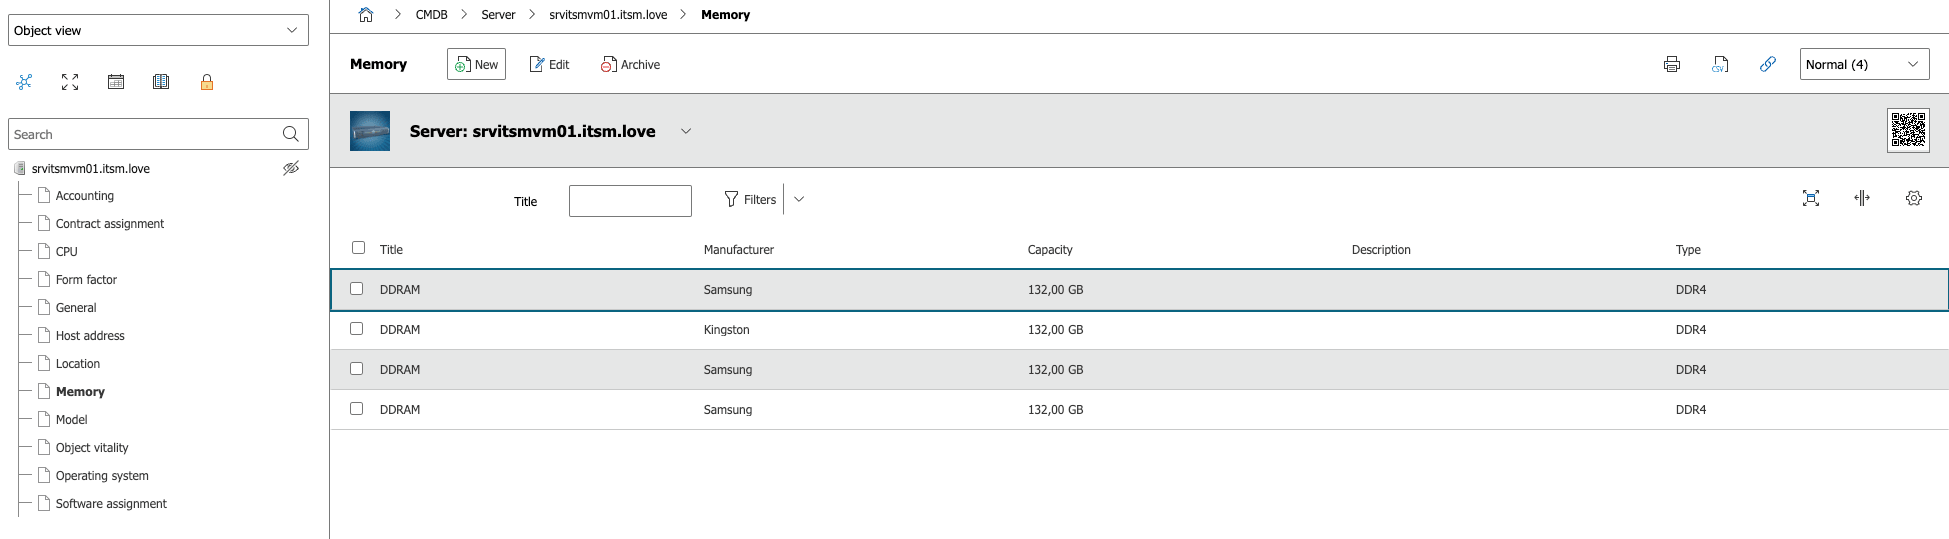 Object view
Search
srvitsmvm01.itsm.love
Accounting
Contract assignment
CPU
Form factor
General
Host address
Location
Memory
Model
Object vitality
Operating system
Software assignment
CMDB Server srvitsmvm01.itsm.love Memory
Memory New Edit Archive CSV Normal (4)
Server: srvitsmvm01.itsm.love
Title Filters
Title Manufacturer Capacity Description Type
DDRAM Samsung 132,00 GB DDR4
DDRAM Kingston 132,00 GB DDR4
DDRAM Samsung 132,00 GB DDR4
DDRAM Samsung 132,00 GB DDR4